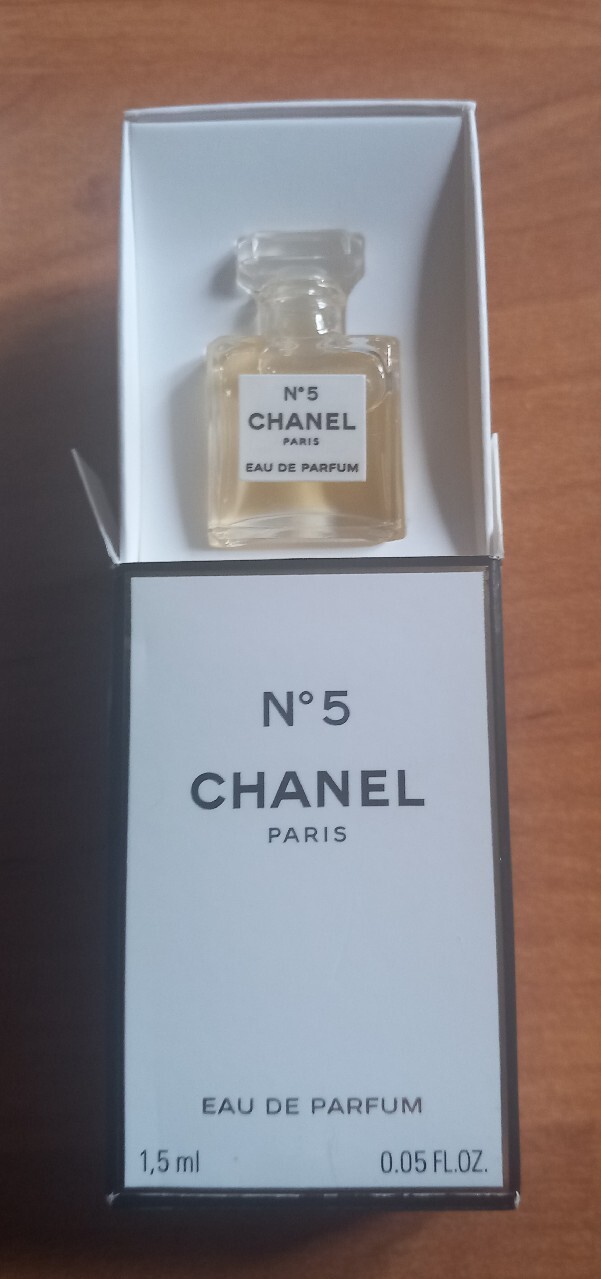 N°5
CHANEL
PARIS
EAU DE PARFUM
N°5
CHANEL
PARIS
EAU DE PARFUM
1,5 ml 0.05 FL.OZ.